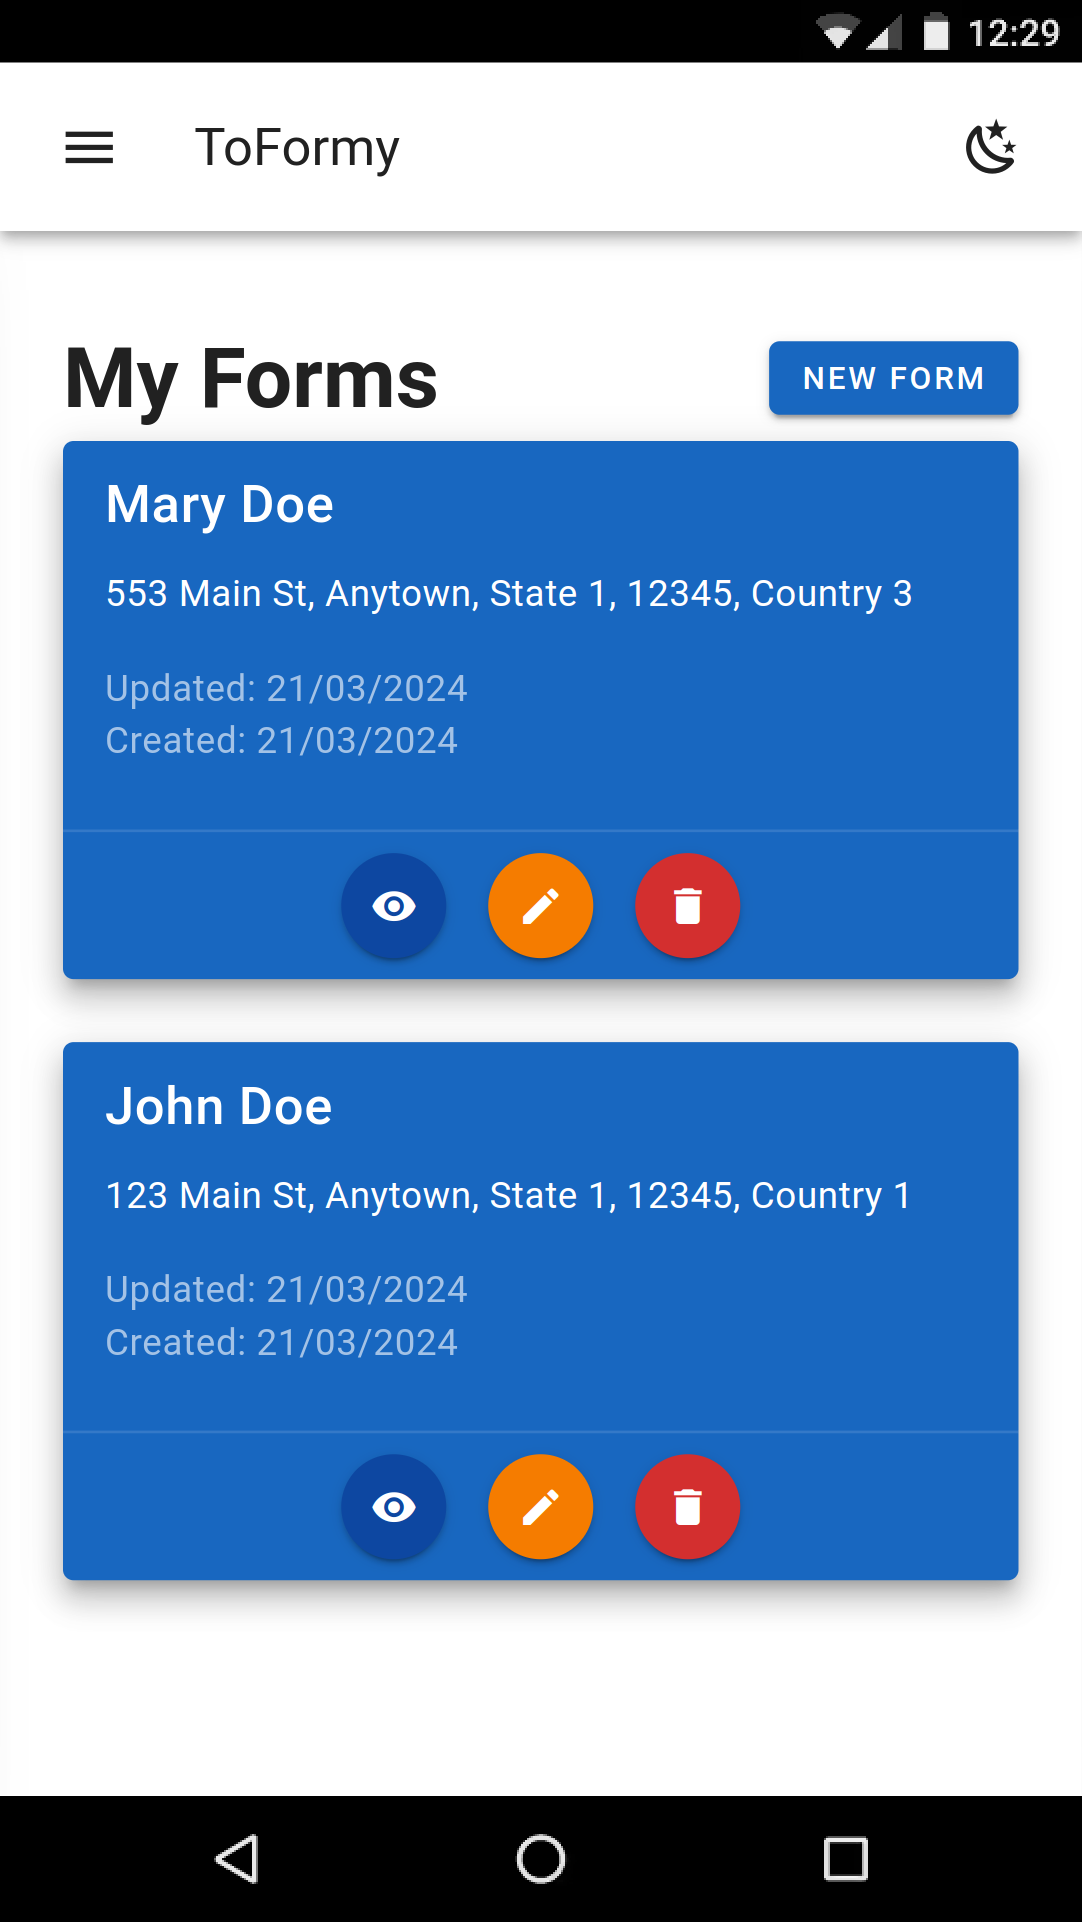 12:29
ToFormy
My Forms
NEW FORM
Mary Doe
553 Main St, Anytown, State 1, 12345, Country 3
Updated: 21/03/2024
Created: 21/03/2024
John Doe
123 Main St, Anytown, State 1, 12345, Country 1
Updated: 21/03/2024
Created: 21/03/2024